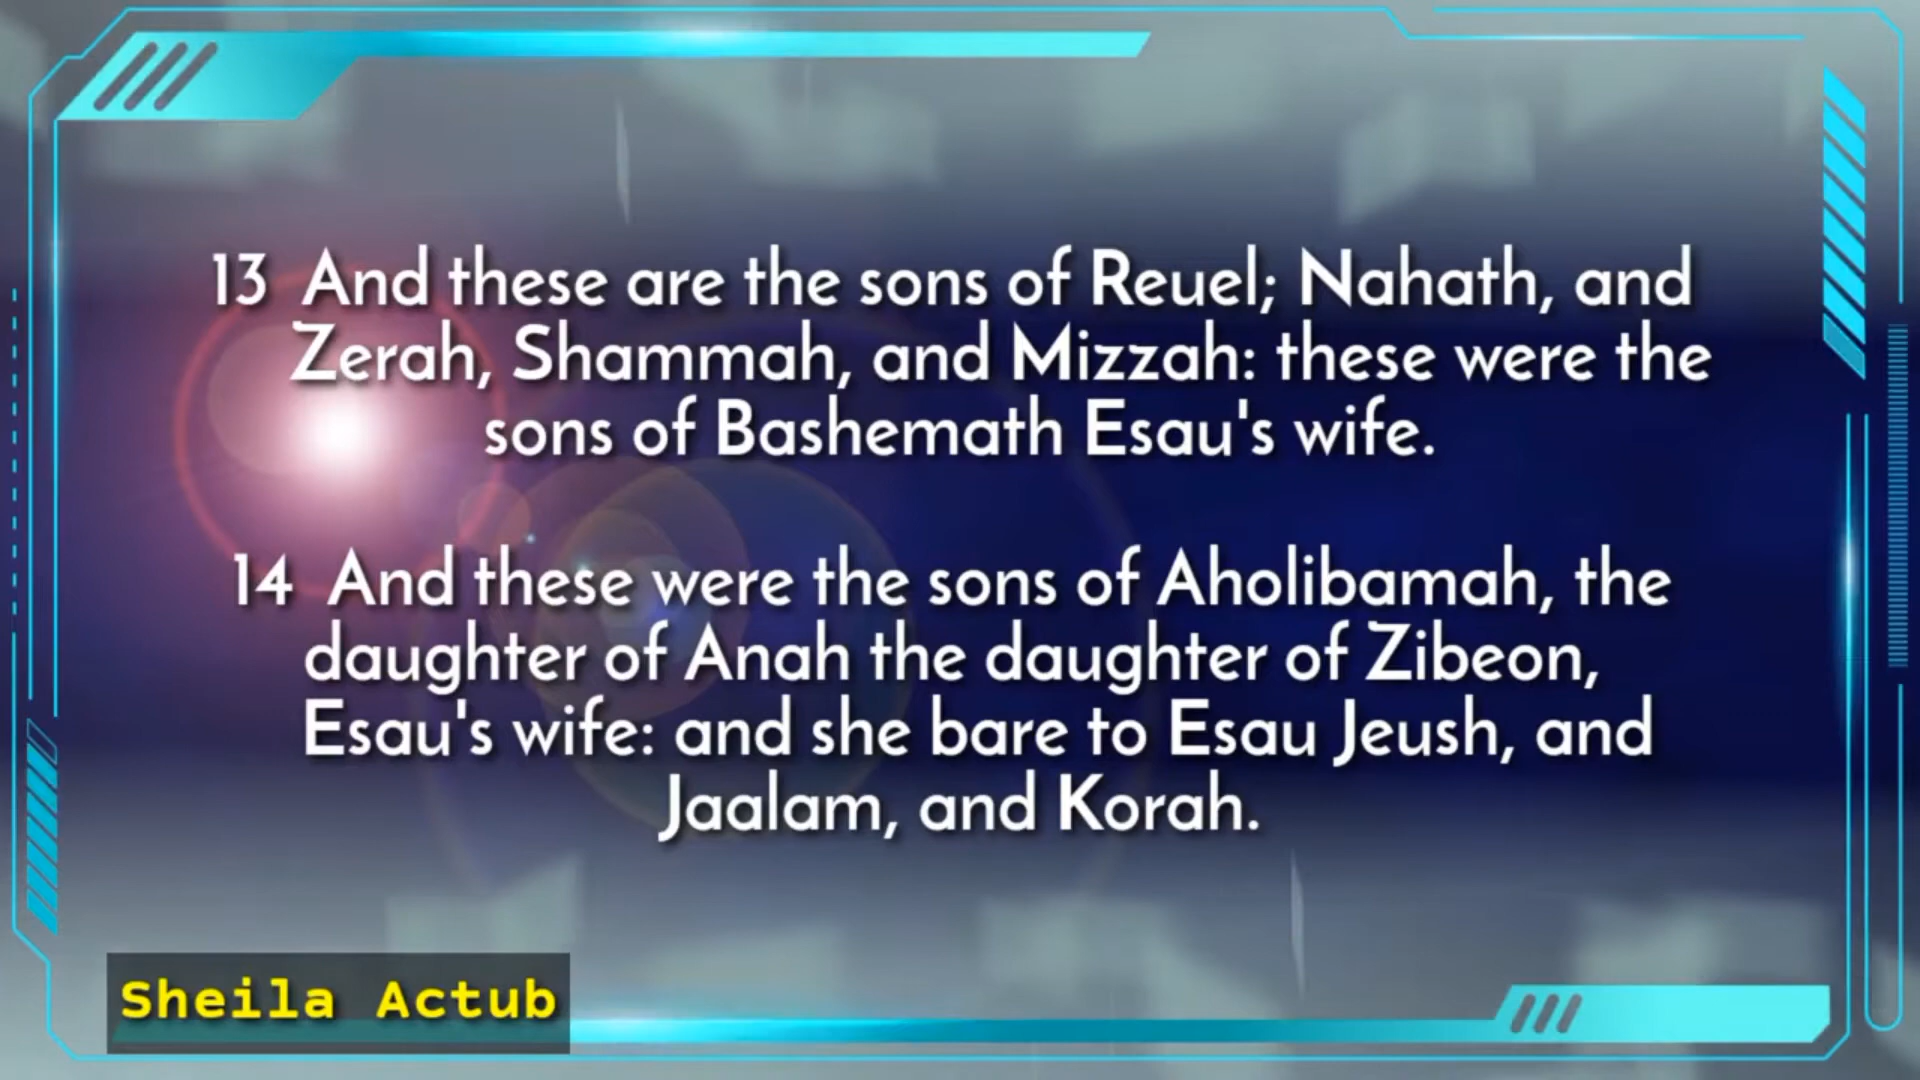 13 And these are the sons of Reuel; Nahath, and
Zerah, Shammah, and Mizzah: these were the
sons of Bashemath Esau's wife.
14 And these were the sons of Aholibamah, the
daughter of Anah the daughter of Zibeon,
Esau's wife: and she bare to Esau Jeush, and
Jaalam, and Korah.
Sheila Actub